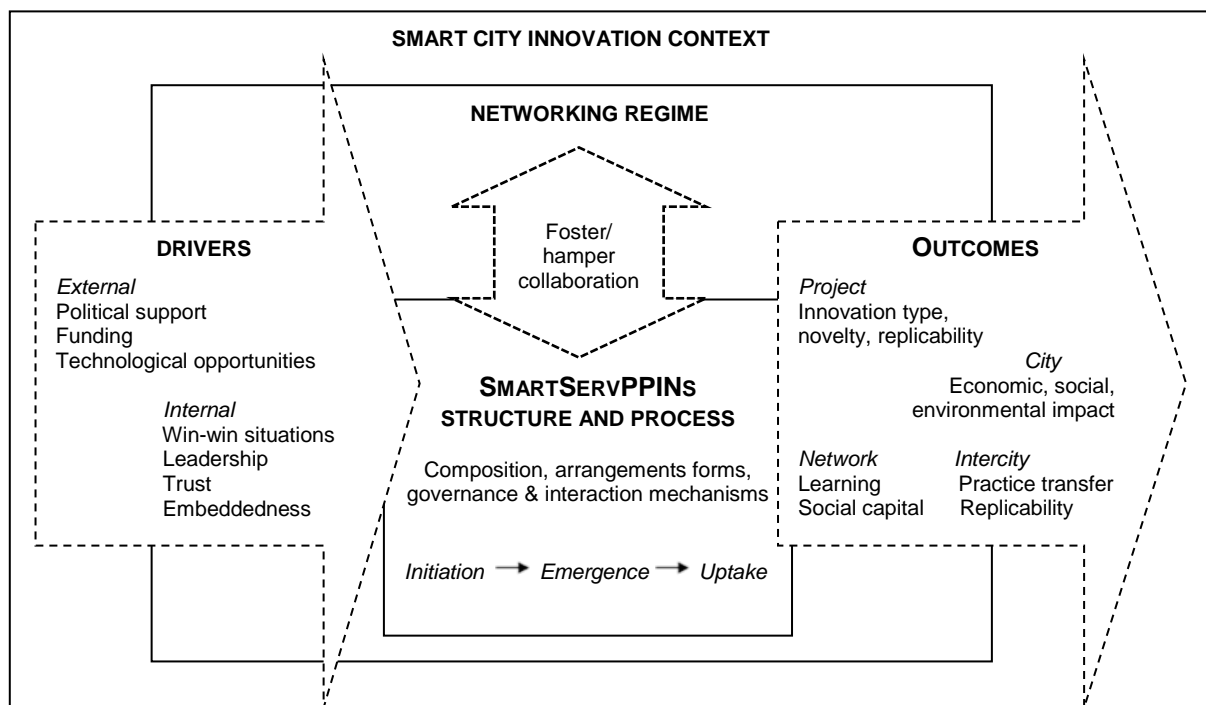 SMART CITY INNOVATION CONTEXT
NETWORKING REGIME
Foster/
hamper
collaboration
DRIVERS
External
Political support
Funding
Technological opportunities
Internal
Win-win situations
Leadership
Trust
Embeddedness
SMARTSERVPPINS
STRUCTURE AND PROCESS
Composition, arrangements forms,
governance & interaction mechanisms
Initiation → Emergence → Uptake
OUTCOMES
Project
Innovation type,
novelty, replicability
City
Economic, social,
environmental impact
Network
Learning
Social capital
Intercity
Practice transfer
Replicability